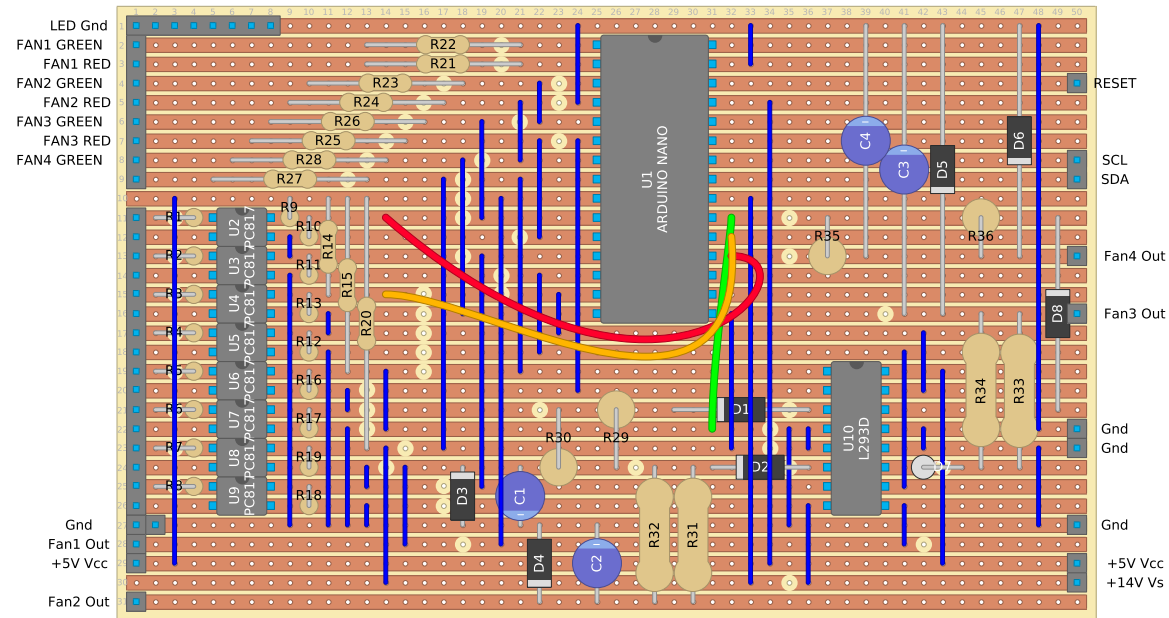 LED Gnd
FAN1 GREEN R22
FAN1 RED R21
FAN2 GREEN R23 RESET
FAN2 RED R24
FAN3 GREEN R26
FAN3 RED R25 C4 D6
FAN4 GREEN R28 SCL
R27 U1 ARDUINO NANO C3 D5 SDA
R9
R1 U2 PC817 R10
R14 R35 R36
R2 U3 PC817 R11 Fan4 Out
R3 U4 PC817 R13 R15
R20 D8 Fan3 Out
R4 U5 PC817 R12
R5 U6 PC817 R16
R34 R33
R6 U7 PC817 R17 D1
R30 R29 U10 L293D Gnd
R7 U8 PC817 R19 Gnd
D2 D7
R8 U9 PC817 R18 D3 C1
Gnd R32 R31 Gnd
Fan1 Out
+5V Vcc D4 C2 +5V Vcc
+14V Vs
Fan2 Out